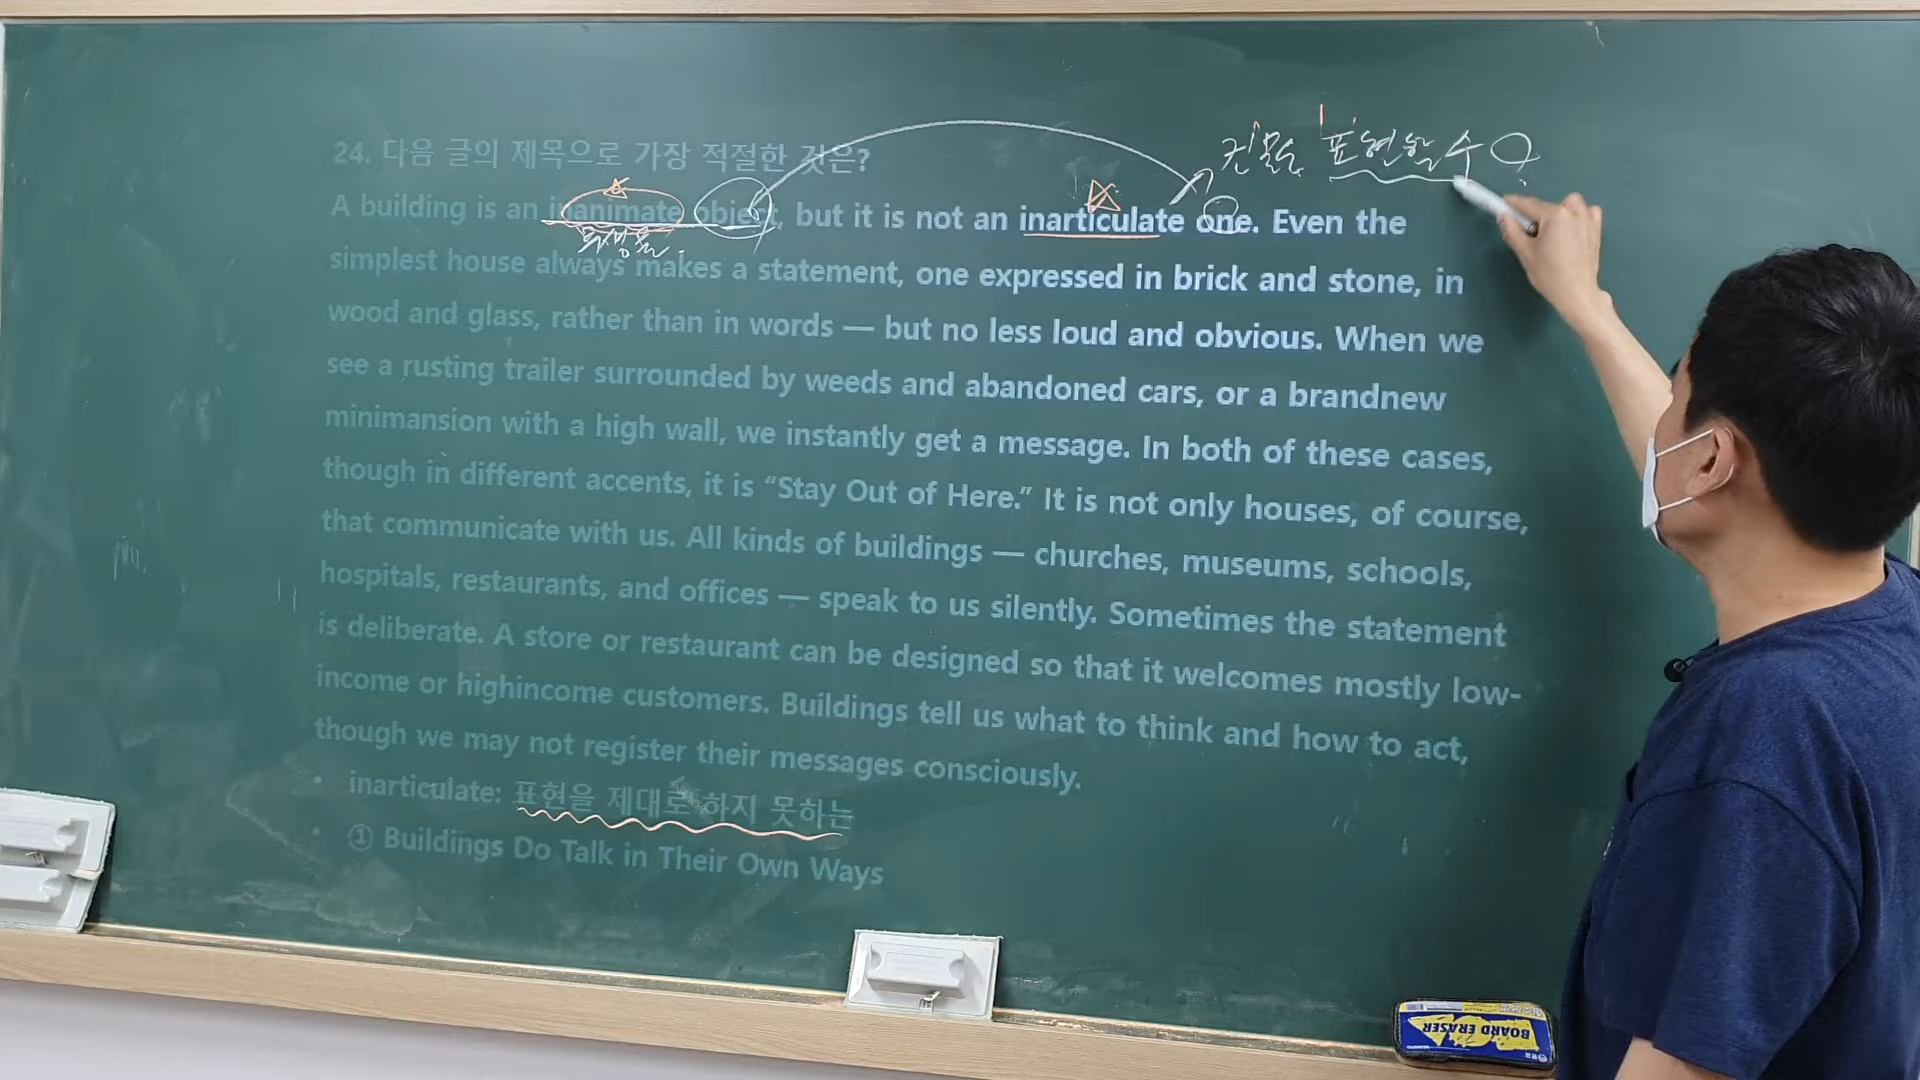 건물은 표현할 수 O
24. 다음 글의 제목으로 가장 적절한 것은?
A building is an inanimate object, but it is not an inarticulate one. Even the
무생물
simplest house always makes a statement, one expressed in brick and stone, in
wood and glass, rather than in words — but no less loud and obvious. When we
see a rusting trailer surrounded by weeds and abandoned cars, or a brandnew
minimansion with a high wall, we instantly get a message. In both of these cases,
though in different accents, it is “Stay Out of Here.” It is not only houses, of course,
that communicate with us. All kinds of buildings — churches, museums, schools,
hospitals, restaurants, and offices — speak to us silently. Sometimes the statement
is deliberate. A store or restaurant can be designed so that it welcomes mostly low-
income or highincome customers. Buildings tell us what to think and how to act,
though we may not register their messages consciously.
• inarticulate: 표현을 제대로 하지 못하는
• ① Buildings Do Talk in Their Own Ways
BOARD ERASER